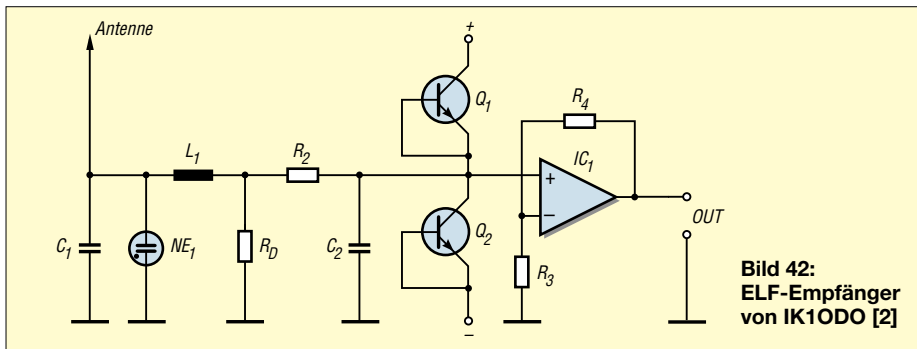 Antenne
+
Q1
R4
L1
R2
IC1
+
−
OUT
C1
NE1
RD
C2
Q2
R3
−
Bild 42:
ELF-Empfänger
von IK1ODO [2]